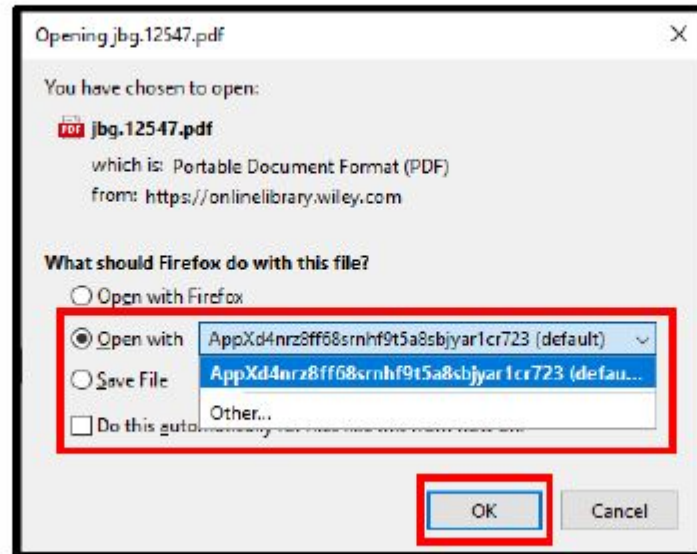 Opening jbg.12547.pdf
You have chosen to open:
PDF jbg.12547.pdf
which is: Portable Document Format (PDF)
from: https://onlinelibrary.wiley.com
What should Firefox do with this file?
Open with Firefox
Open with AppXd4nrz8ff68srnhf9t5a8sbjyar1cr723 (default)
AppXd4nrz8ff68srnhf9t5a8sbjyar1cr723 (defau...
Save File
Other...
Do this
OK Cancel